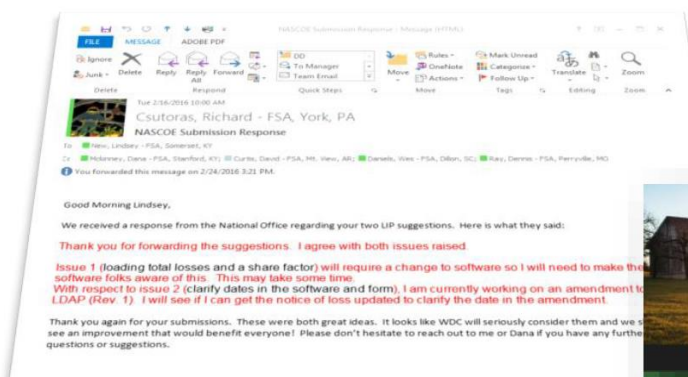 NASCOE Submission Response - Message (HTML)
FILE MESSAGE ADOBE PDF
Ignore
Junk
Delete
Reply
Reply All
Forward
DD
To Manager
Team Email
Move
Rules
OneNote
Actions
Mark Unread
Categorize
Follow Up
Translate
Zoom
Delete Respond Quick Steps Move Tags Editing Zoom
Tue 2/16/2016 10:00 AM
Csutoras, Richard - FSA, York, PA
NASCOE Submission Response
To New, Lindsey - FSA, Somerset, KY
Cc Mckinney, Dana - FSA, Stanford, KY; Curtis, David - FSA, Mt. View, AR; Daniels, Wes - FSA, Dillon, SC; Ray, Dennis - FSA, Perryville, MO
You forwarded this message on 2/24/2016 3:21 PM.
Good Morning Lindsey,
We received a response from the National Office regarding your two LIP suggestions. Here is what they said:
Thank you for forwarding the suggestions. I agree with both issues raised.
Issue 1 (loading total losses and a share factor) will require a change to software so I will need to make the
software folks aware of this. This may take some time.
With respect to issue 2 (clarify dates in the software and form), I am currently working on an amendment to
LDAP (Rev. 1). I will see if I can get the notice of loss updated to clarify the date in the amendment.
Thank you again for your submissions. These were both great ideas. It looks like WDC will seriously consider them and we
see an improvement that would benefit everyone! Please don't hesitate to reach out to me or Dana if you have any
questions or suggestions.